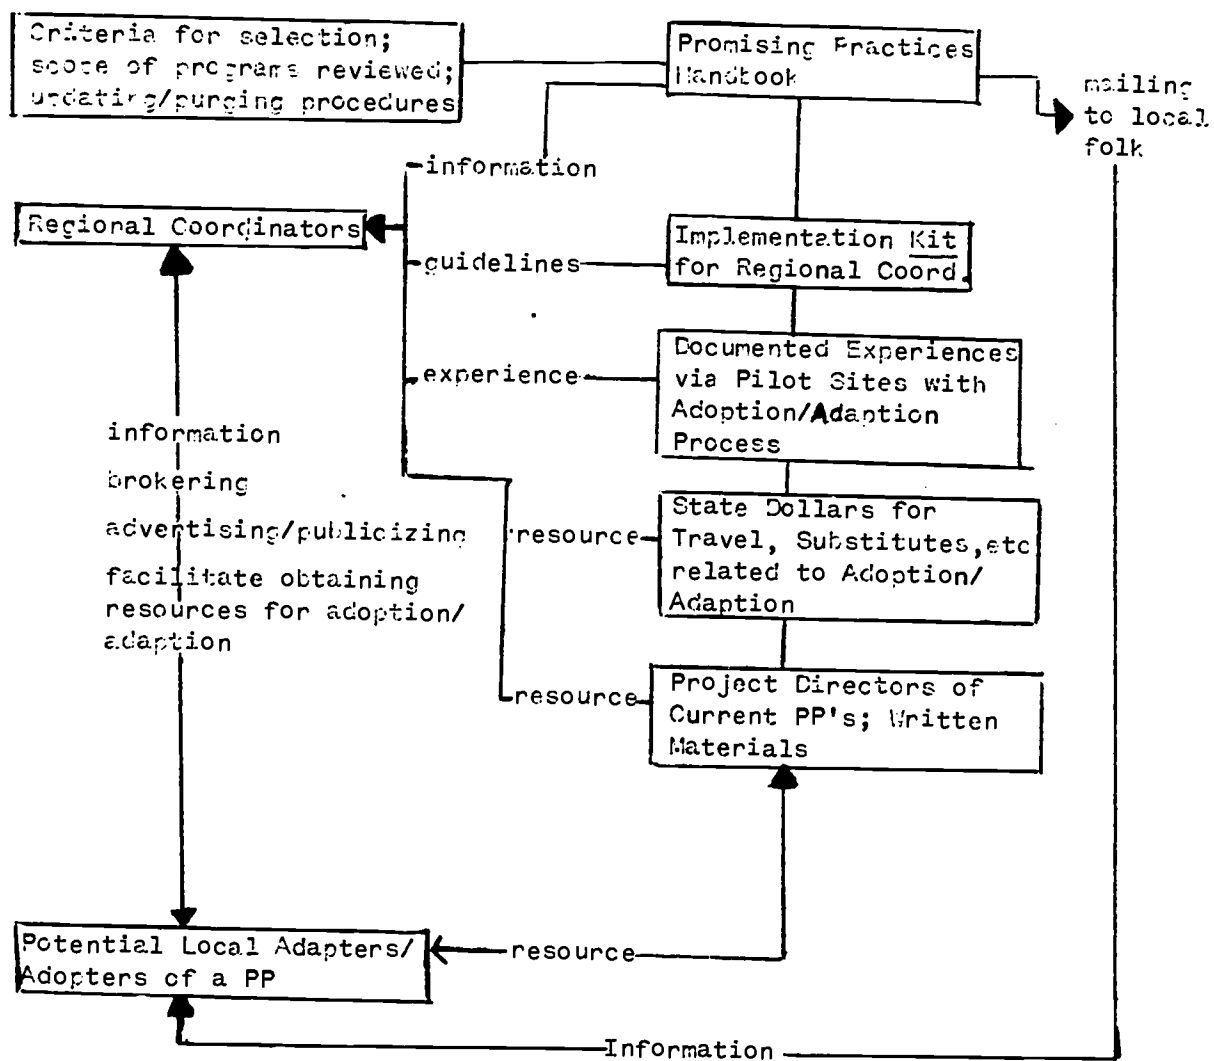 Criteria for selection;
scope of programs reviewed;
updating/purging procedures
Promising Practices
Handbook
mailing
to local
folk
information
Regional Coordinators
Implementation Kit
for Regional Coord.
guidelines
Documented Experiences
via Pilot Sites with
Adoption/Adaption
Process
experience
information
brokering
advertising/publicizing
facilitate obtaining
resources for adoption/
adaption
resource
State Dollars for
Travel, Substitutes,etc
related to Adoption/
Adaption
resource
Project Directors of
Current PP's; Written
Materials
Potential Local Adapters/
Adopters of a PP
resource
Information